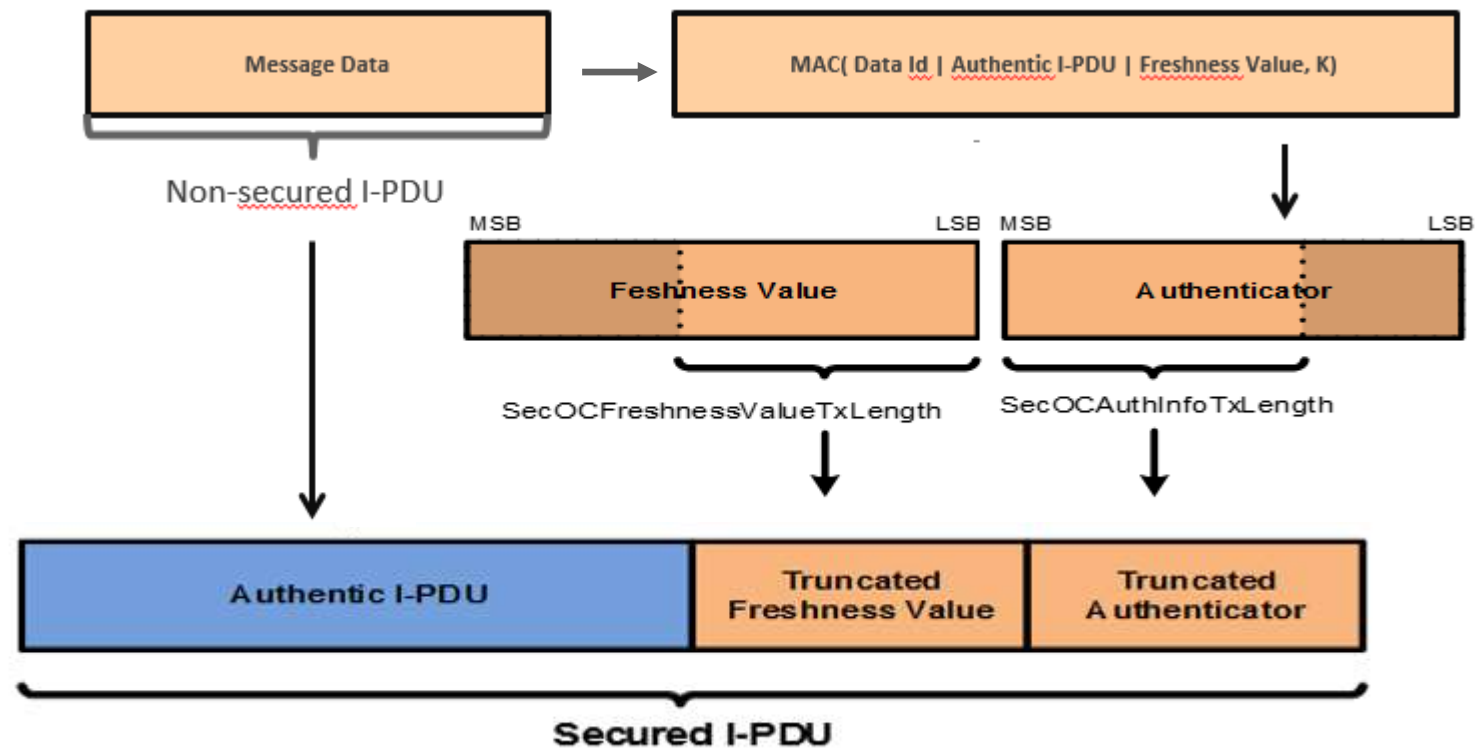 Message Data
MAC( Data Id | Authentic I-PDU | Freshness Value, K)
Non-secured I-PDU
MSB
LSB
MSB
LSB
Feshness Value
Authenticator
SecOCFreshnessValueTxLength
SecOCAuthInfoTxLength
Authentic I-PDU
Truncated
Freshness Value
Truncated
Authenticator
Secured I-PDU